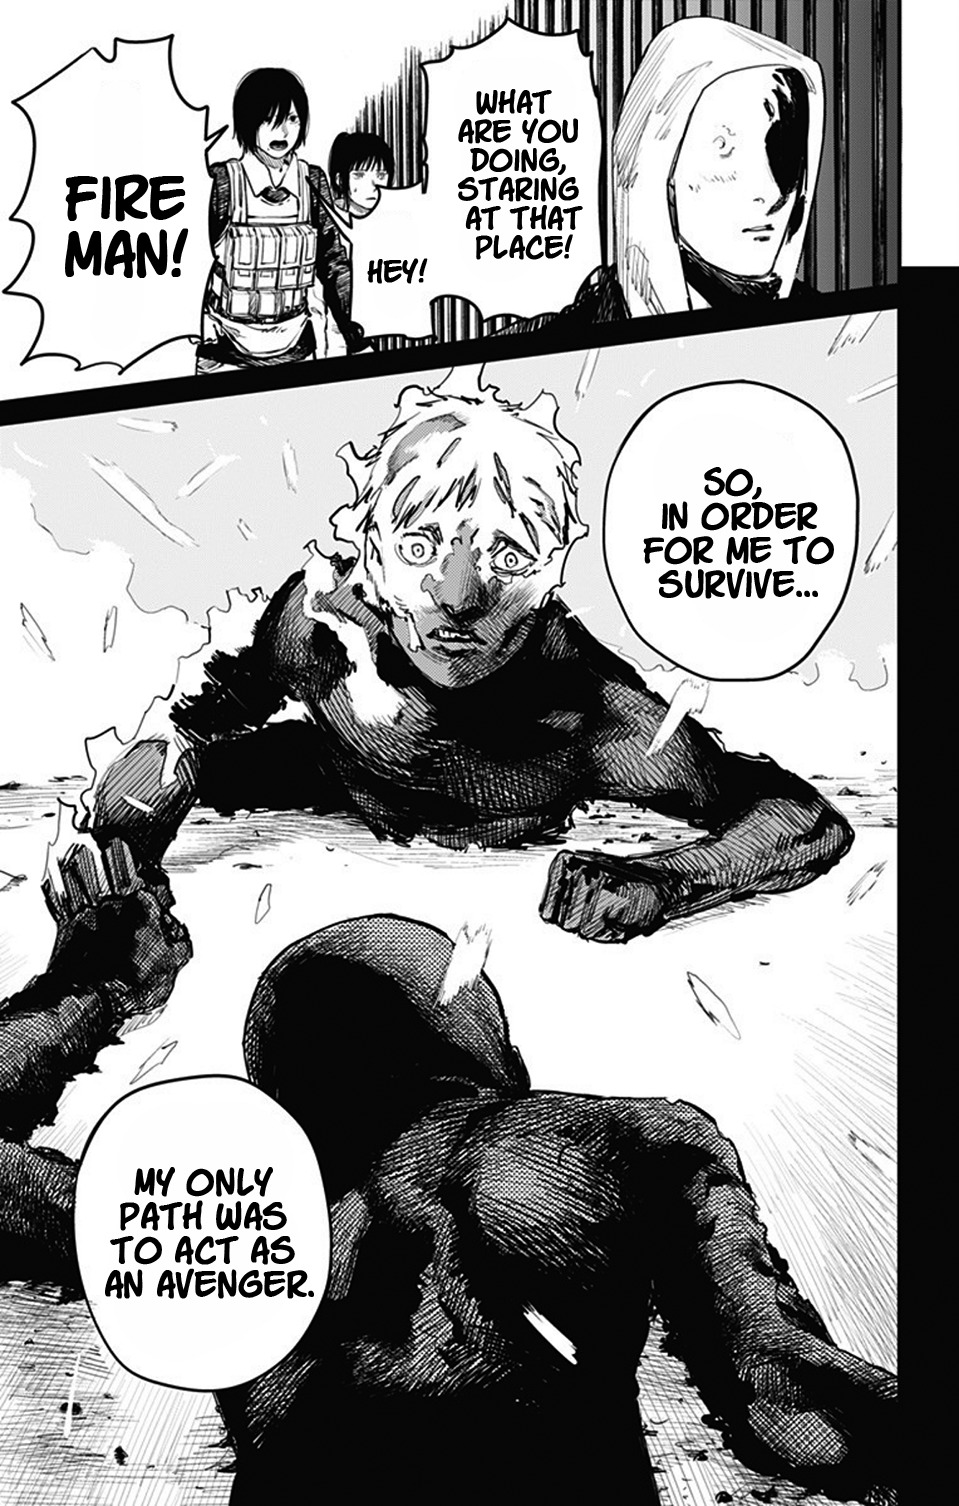 WHAT
ARE YOU
DOING,
STARING
AT THAT
PLACE!
HEY!
FIRE
MAN!
SO,
IN ORDER
FOR ME TO
SURVIVE...
MY ONLY
PATH WAS
TO ACT AS
AN AVENGER.